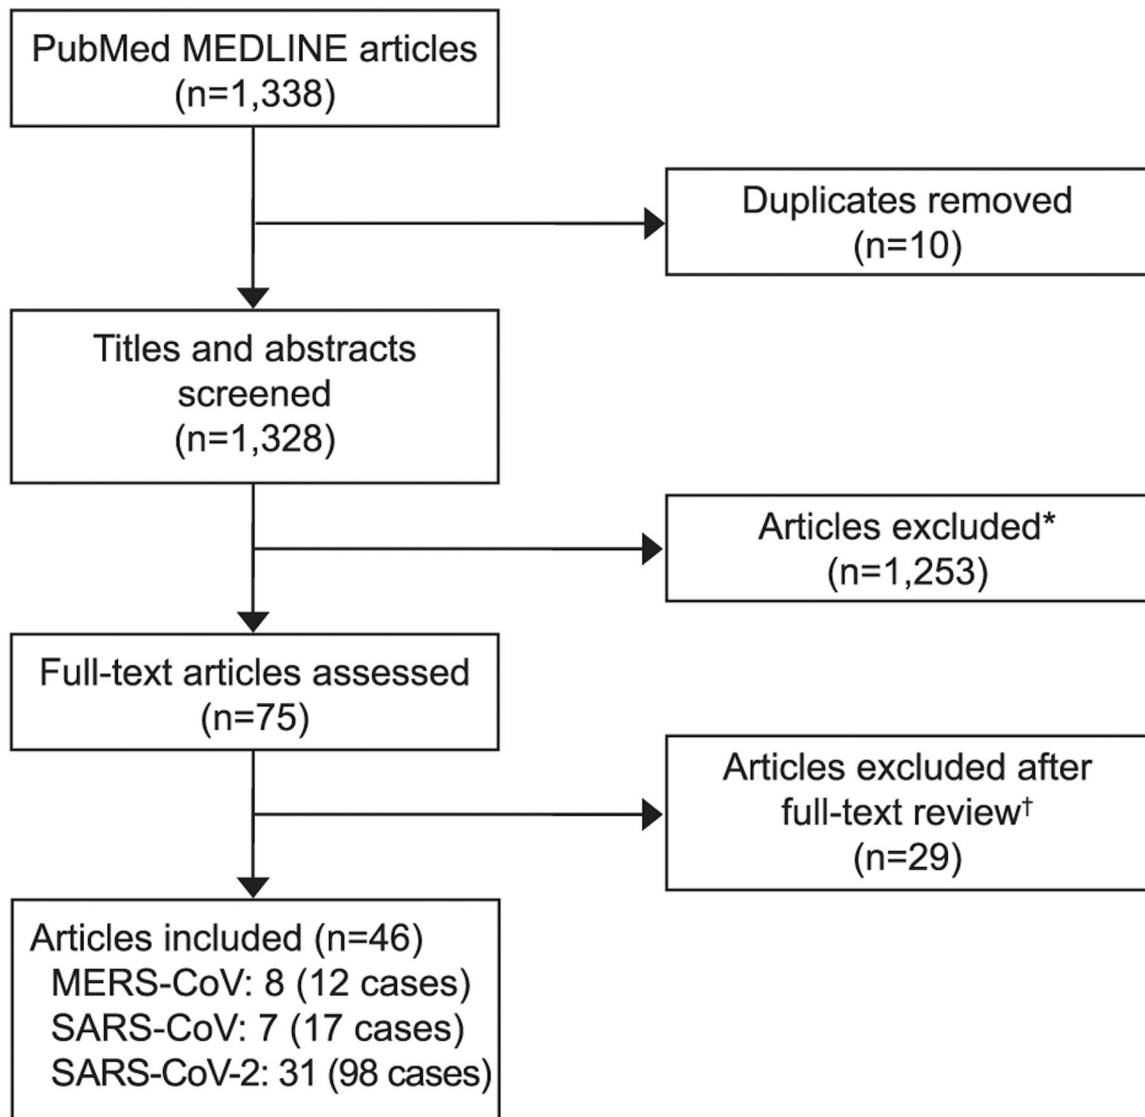 PubMed MEDLINE articles
(n=1,338)
Duplicates removed
(n=10)
Titles and abstracts
screened
(n=1,328)
Articles excluded*
(n=1,253)
Full-text articles assessed
(n=75)
Articles excluded after
full-text review†
(n=29)
Articles included (n=46)
MERS-CoV: 8 (12 cases)
SARS-CoV: 7 (17 cases)
SARS-CoV-2: 31 (98 cases)